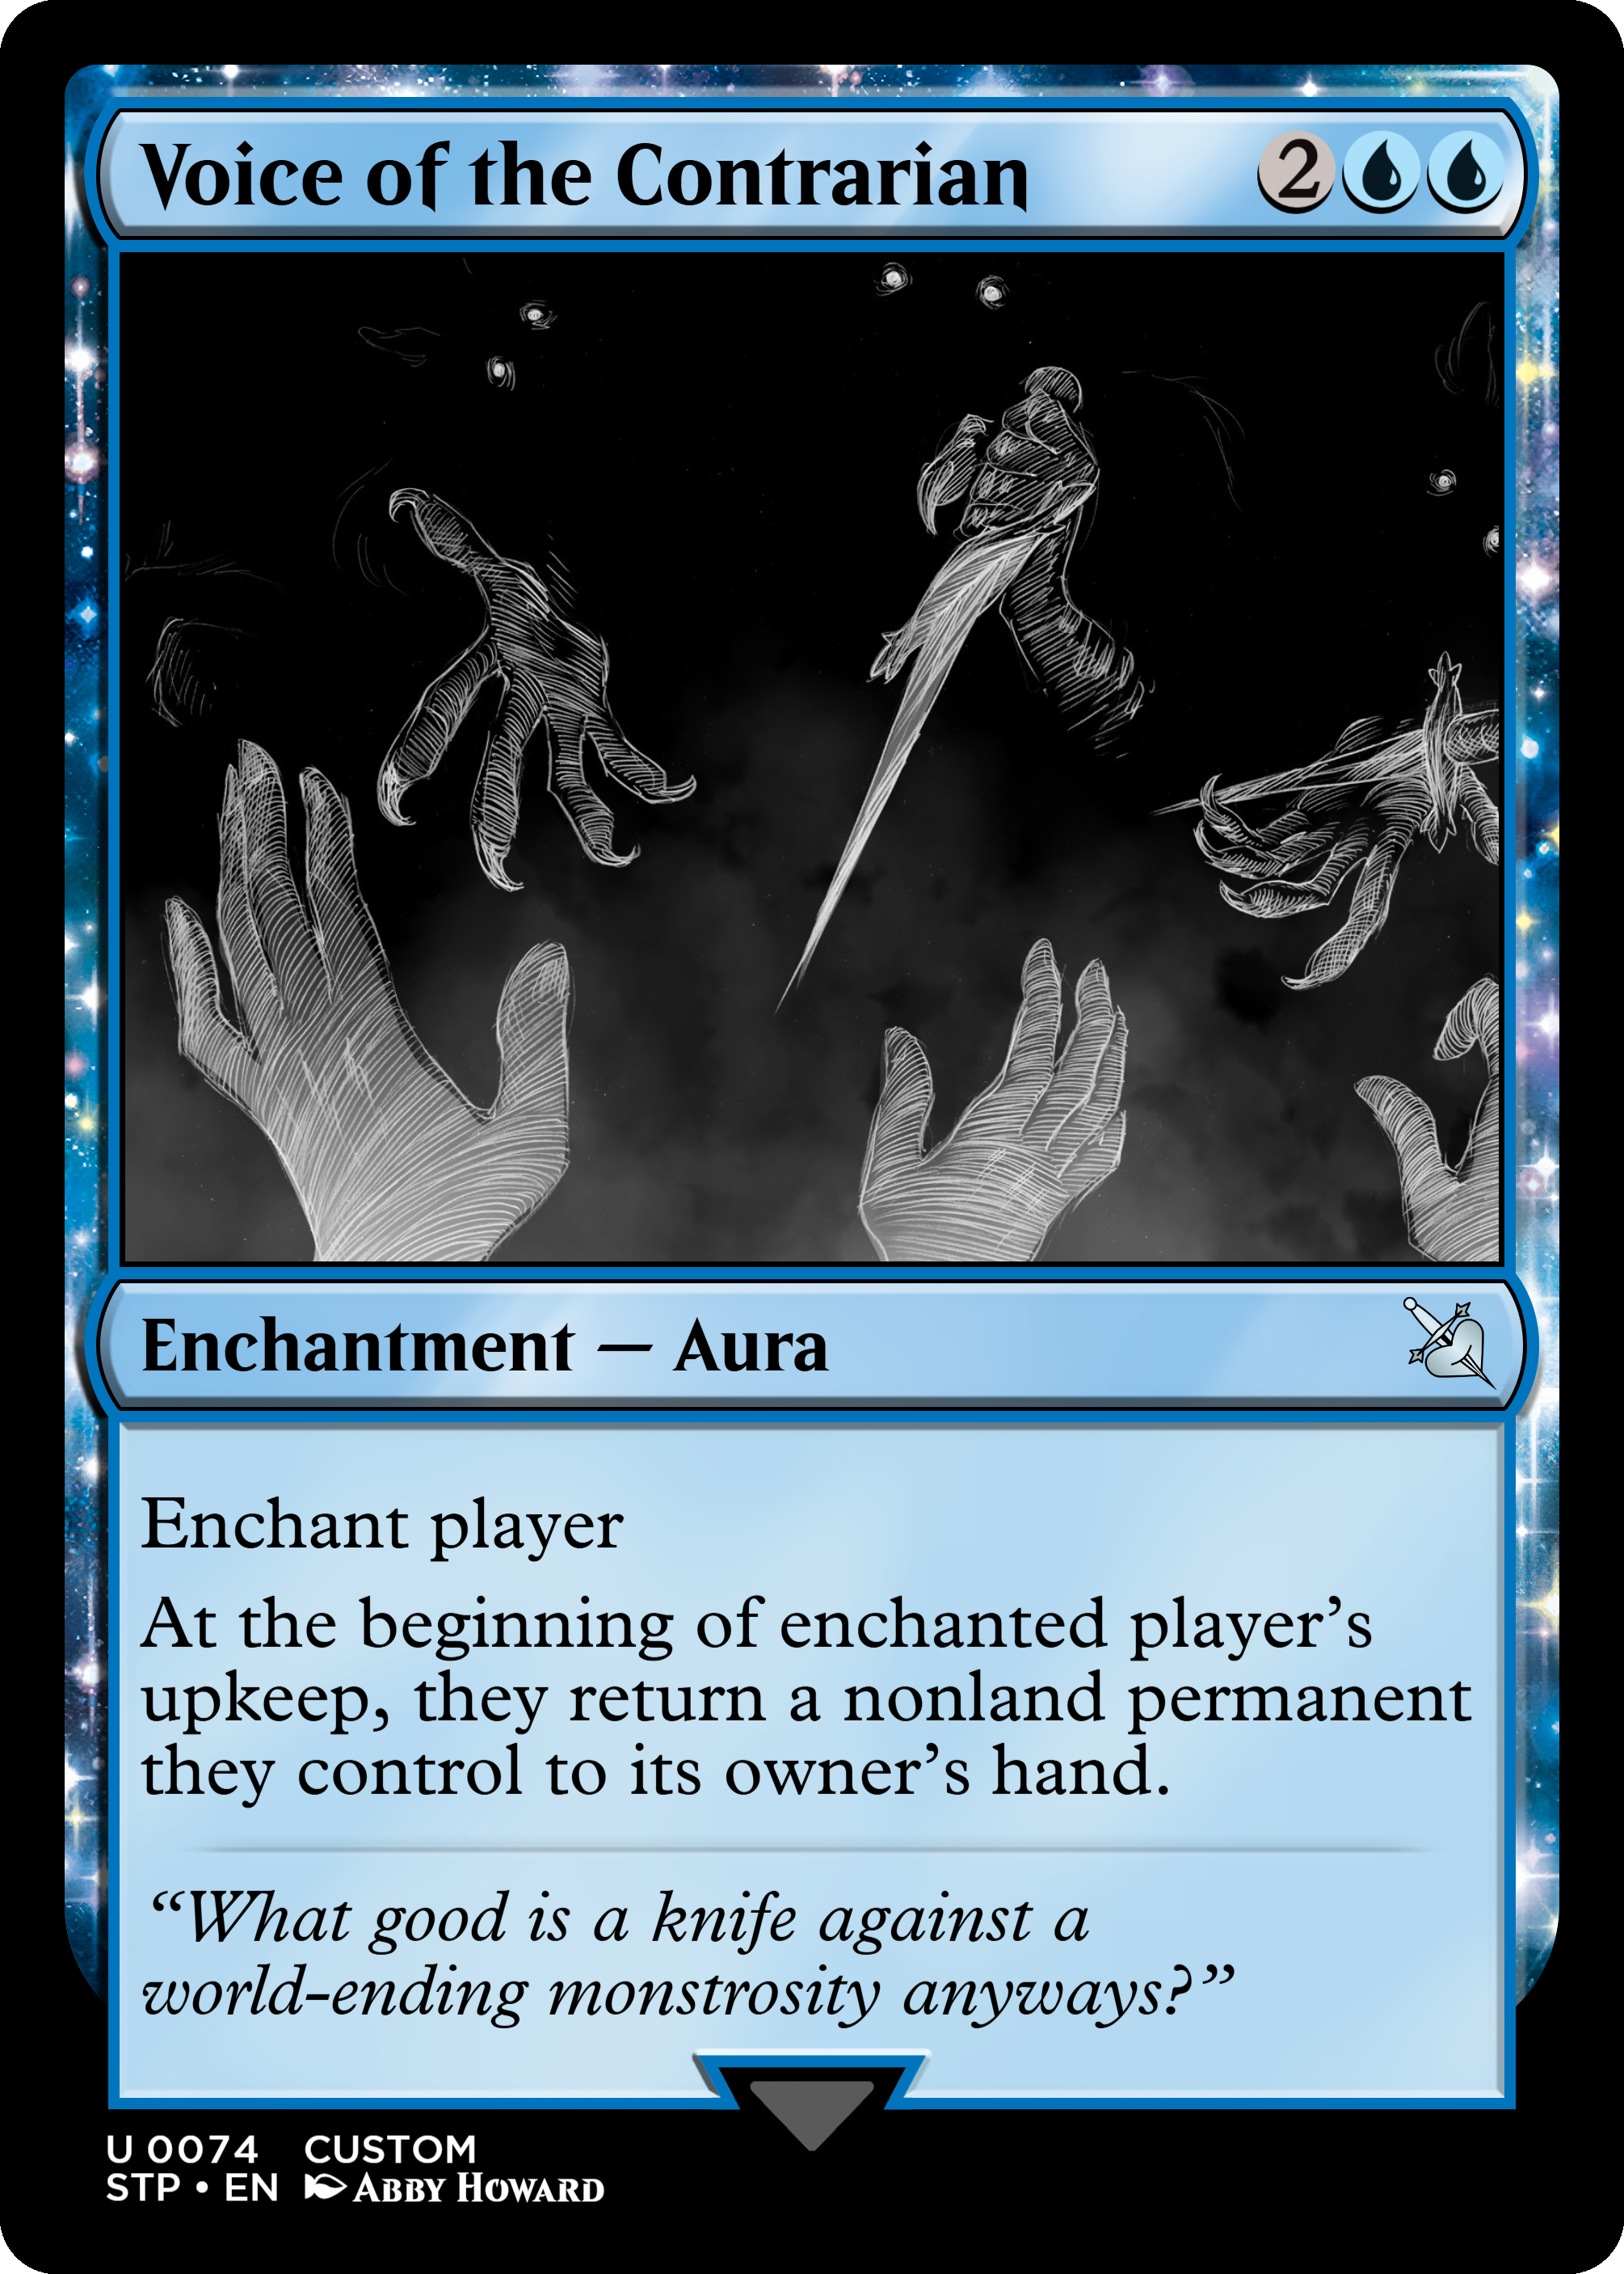 Voice of the Contrarian 2
Enchantment — Aura
Enchant player
At the beginning of enchanted player’s
upkeep, they return a nonland permanent
they control to its owner’s hand.
“What good is a knife against a
world-ending monstrosity anyways?”
U 0074 CUSTOM
STP • EN Abby Howard